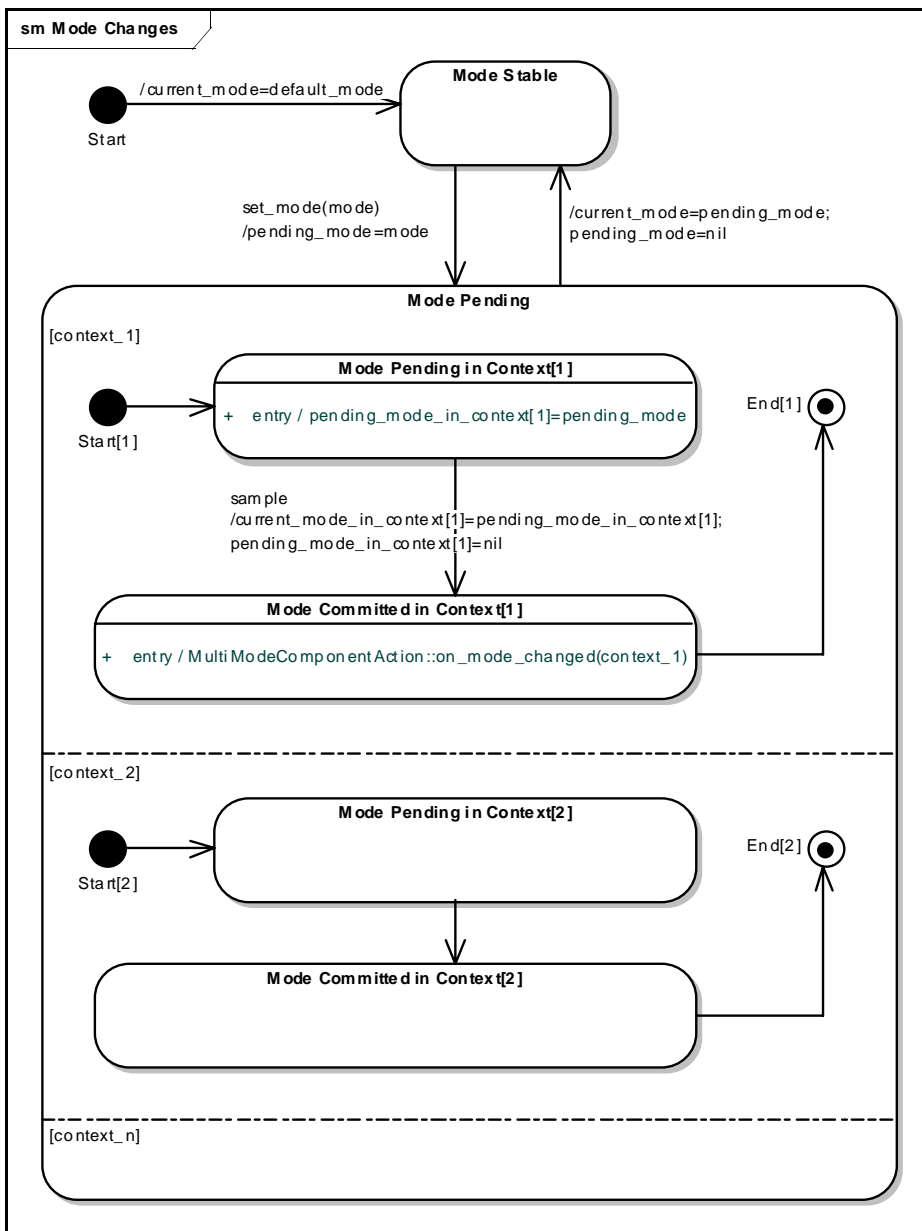 sm Mode Changes
Mode Stable
/current_mode=default_mode
Start
set_mode(mode)
/pending_mode=mode
/current_mode=pending_mode;
pending_mode=nil
Mode Pending
[context_1]
Mode Pending in Context[1]
+ entry / pending_mode_in_context[1]=pending_mode
Start[1]
End[1]
sample
/current_mode_in_context[1]=pending_mode_in_context[1];
pending_mode_in_context[1]=nil
Mode Committed in Context[1]
+ entry / MultiModeComponentAction::on_mode_changed(context_1)
[context_2]
Mode Pending in Context[2]
Start[2]
End[2]
Mode Committed in Context[2]
[context_n]